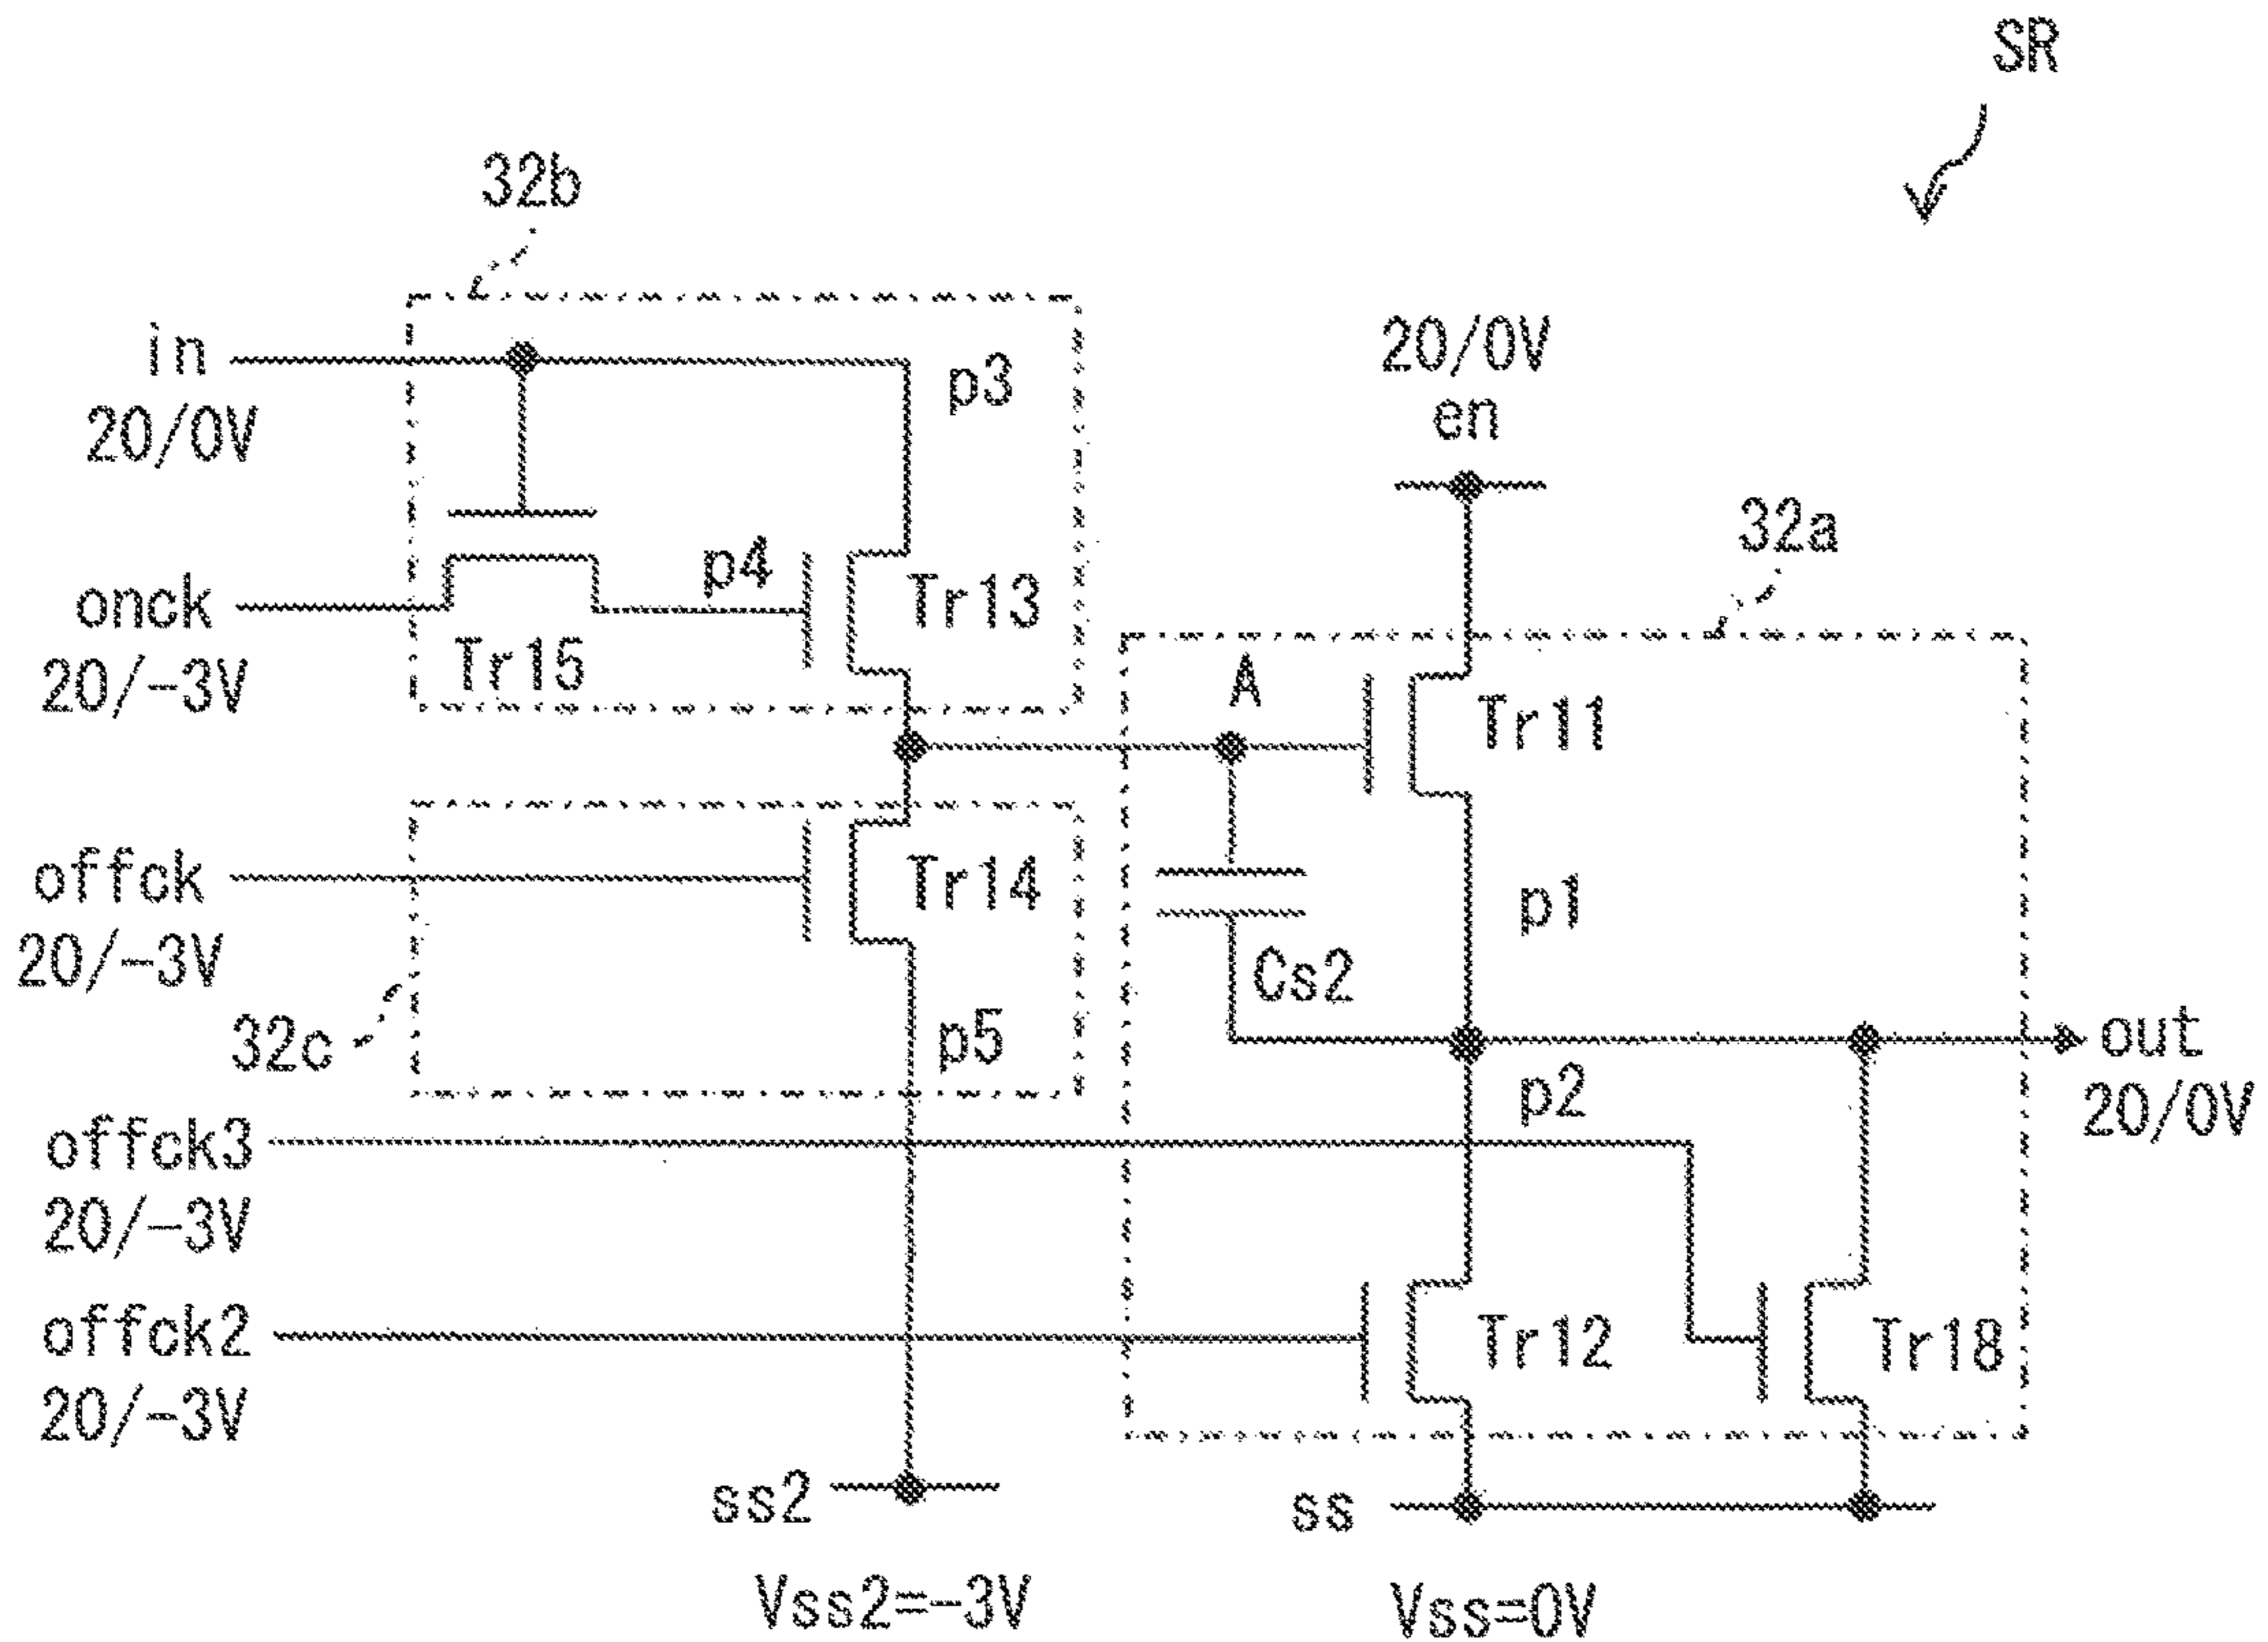 SR
32b
in
20/0V
p3
20/0V
en
32a
onck
20/-3V
p4
Tr13
Tr15
A
Tr11
offck
20/-3V
Tr14
p1
Cs2
32c
p5
out
20/0V
p2
offck3
20/-3V
offck2
20/-3V
Tr12
Tr18
ss2
ss
Vss2=-3V
Vss=0V